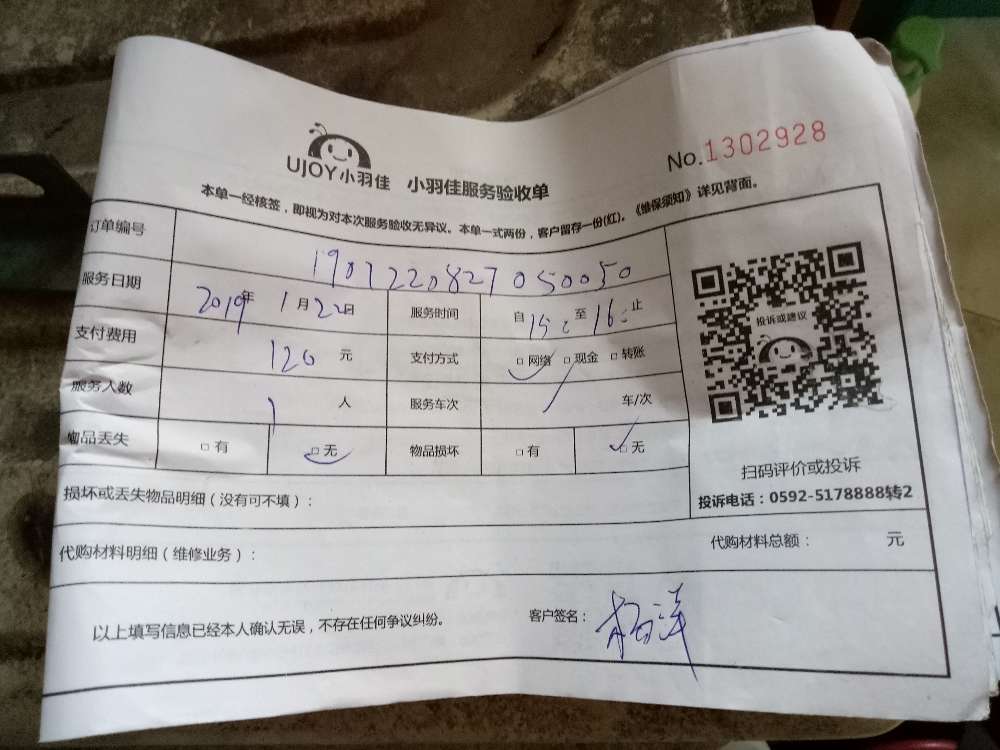 UJOY小羽佳 小羽佳服务验收单 No.1302928
本单一经核签，即视为对本次服务验收无异议。本单一式两份，客户留存一份(红)。《维保须知》详见背面。
订单编号 1901220827050050
服务日期 2019年 1月22日 服务时间 自15:至16:止
支付费用 120元 支付方式 □网络 □现金 □转账
服务人数 1人 服务车次 / 车/次
物品丢失 □有 □无 物品损坏 □有 □无
投诉或建议
扫码评价或投诉
投诉电话：0592-5178888转2
损坏或丢失物品明细（没有可不填）：
代购材料明细（维修业务）： 代购材料总额： 元
以上填写信息已经本人确认无误，不存在任何争议纠纷。 客户签名：杨洋